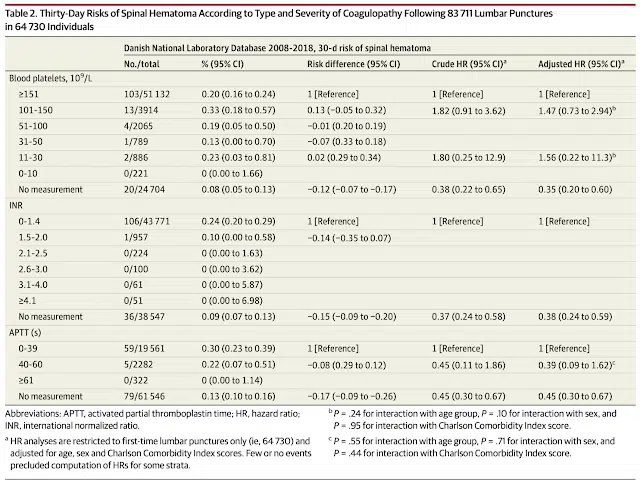 Table 2. Thirty-Day Risks of Spinal Hematoma According to Type and Severity of Coagulopathy Following 83 711 Lumbar Punctures
in 64 730 Individuals
Danish National Laboratory Database 2008-2018, 30-d risk of spinal hematoma
No./total % (95% CI) Risk difference (95% CI) Crude HR (95% CI)a Adjusted HR (95%CI)a
Blood platelets, 10⁹/L
≥151 103/51 132 0.20 (0.16 to 0.24) 1 [Reference] 1 [Reference] 1 [Reference]
101-150 13/3914 0.33 (0.18 to 0.57) 0.13 (−0.05 to 0.32) 1.82 (0.91 to 3.62) 1.47 (0.73 to 2.94)b
51-100 4/2065 0.19 (0.05 to 0.50) −0.01 (0.20 to 0.19)
31-50 1/789 0.13 (0.00 to 0.70) −0.07 (0.33 to 0.18)
11-30 2/886 0.23 (0.03 to 0.81) 0.02 (0.29 to 0.34) 1.80 (0.25 to 12.9) 1.56 (0.22 to 11.3)b
0-10 0/221 0 (0.00 to 1.66)
No measurement 20/24 704 0.08 (0.05 to 0.13) −0.12 (−0.07 to −0.17) 0.38 (0.22 to 0.65) 0.35 (0.20 to 0.60)
INR
0-1.4 106/43 771 0.24 (0.20 to 0.29) 1 [Reference] 1 [Reference] 1 [Reference]
1.5-2.0 1/957 0.10 (0.00 to 0.58) −0.14 (−0.35 to 0.07)
2.1-2.5 0/224 0 (0.00 to 1.63)
2.6-3.0 0/100 0 (0.00 to 3.62)
3.1-4.0 0/61 0 (0.00 to 5.87)
≥4.1 0/51 0 (0.00 to 6.98)
No measurement 36/38 547 0.09 (0.07 to 0.13) −0.15 (−0.09 to −0.20) 0.37 (0.24 to 0.58) 0.38 (0.24 to 0.59)
APTT (s)
0-39 59/19 561 0.30 (0.23 to 0.39) 1 [Reference] 1 [Reference] 1 [Reference]
40-60 5/2282 0.22 (0.07 to 0.51) −0.08 (0.29 to 0.12) 0.45 (0.11 to 1.86) 0.39 (0.09 to 1.62)c
≥61 0/322 0 (0.00 to 1.14)
No measurement 79/61 546 0.13 (0.10 to 0.16) −0.17 (−0.09 to −0.26) 0.45 (0.30 to 0.67) 0.45 (0.30 to 0.67)
Abbreviations: APTT, activated partial thromboplastin time; HR, hazard ratio;
INR, international normalized ratio.
a HR analyses are restricted to first-time lumbar punctures only (ie, 64 730) and
adjusted for age, sex and Charlson Comorbidity Index scores. Few or no events
precluded computation of HRs for some strata.
b P = .24 for interaction with age group, P = .10 for interaction with sex, and
P = .95 for interaction with Charlson Comorbidity Index score.
c P = .55 for interaction with age group, P = .71 for interaction with sex, and
P = .44 for interaction with Charlson Comorbidity Index score.